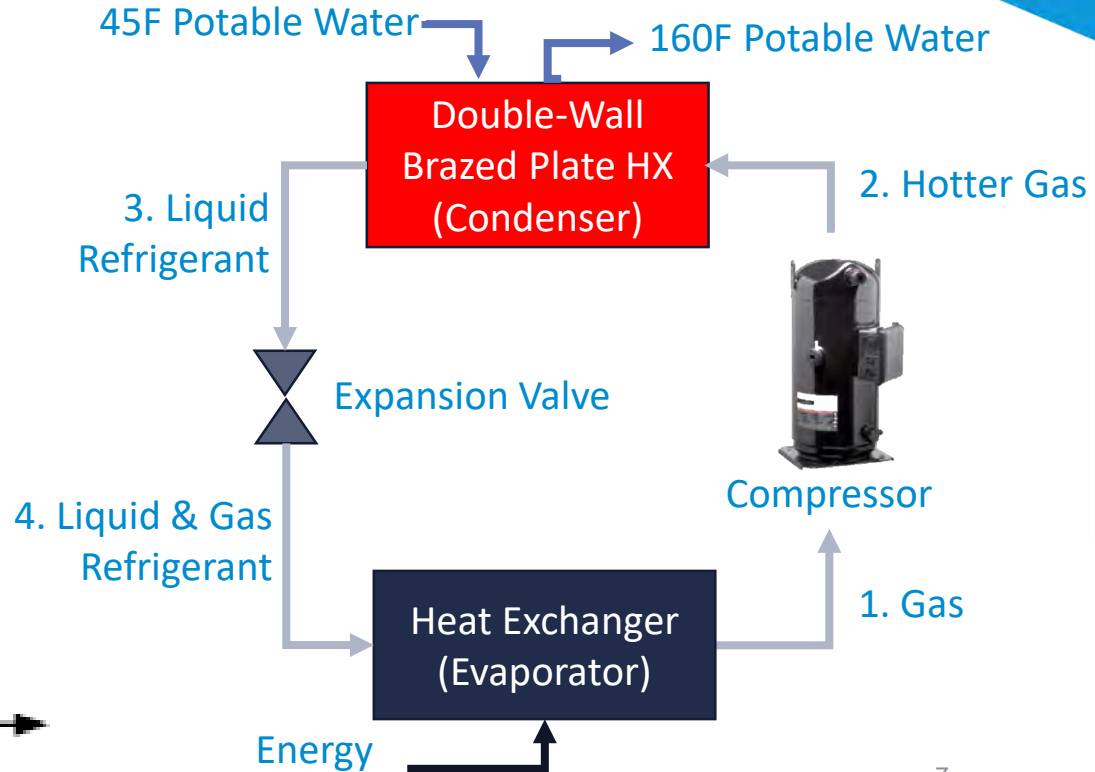 45F Potable Water
160F Potable Water
Double-Wall
Brazed Plate HX
(Condenser)
2. Hotter Gas
3. Liquid
Refrigerant
Expansion Valve
Compressor
4. Liquid & Gas
Refrigerant
1. Gas
Heat Exchanger
(Evaporator)
Energy